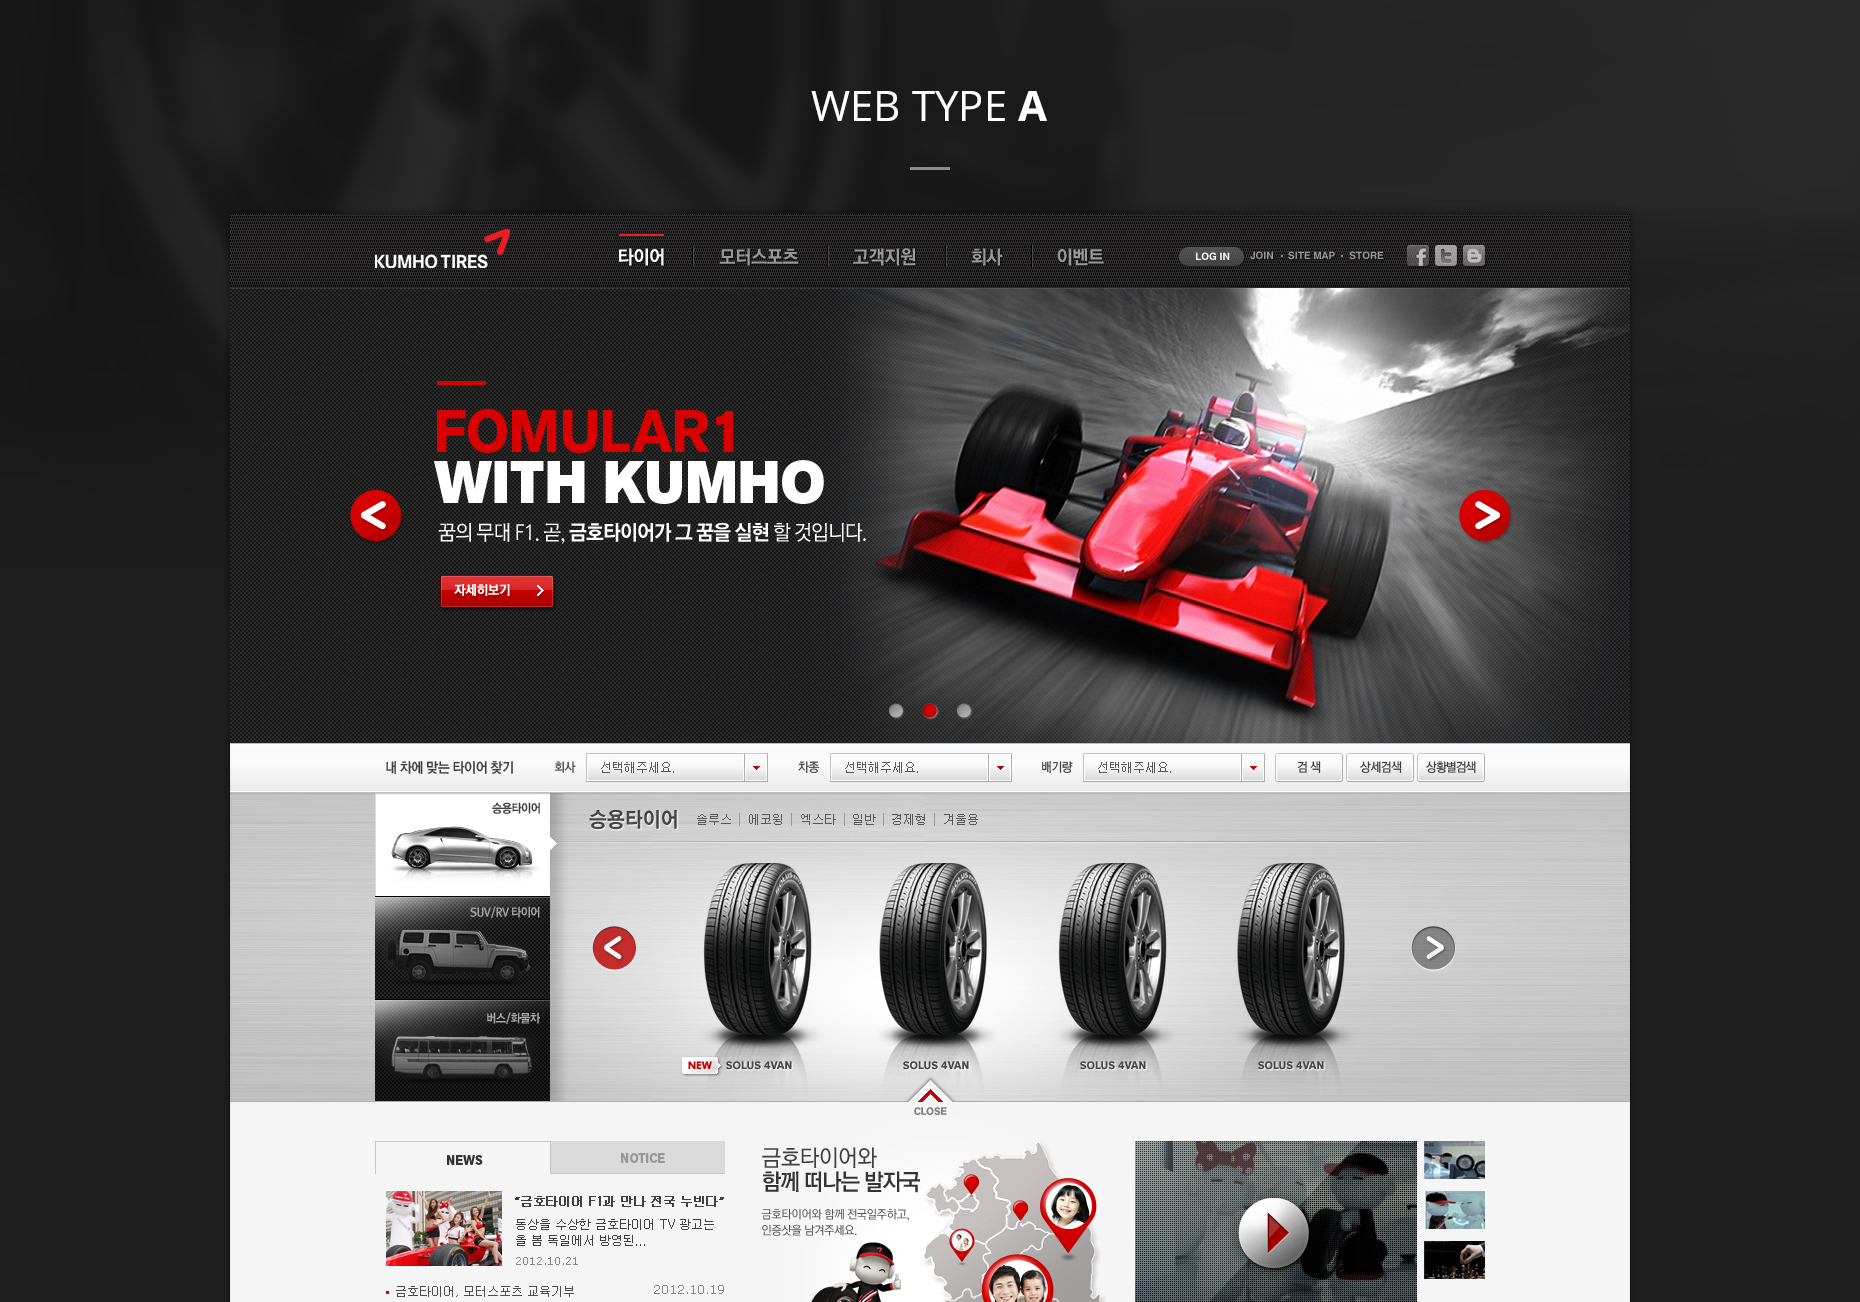 WEB TYPE A
KUMHO TIRES
타이어
모터스포츠
고객지원
회사
이벤트
LOG IN
JOIN · SITE MAP · STORE
FOMULAR1
WITH KUMHO
꿈의 무대 F1. 곧, 금호타이어가 그 꿈을 실현 할 것입니다.
자세히보기
내 차에 맞는 타이어 찾기
회사
선택해주세요.
차종
선택해주세요.
배기량
선택해주세요.
검 색
상세검색
상황별검색
승용타이어
SUV/RV 타이어
버스/화물차
승용타이어
솔루스
에코윙
엑스타
일반
경제형
겨울용
NEW
SOLUS 4VAN
SOLUS 4VAN
SOLUS 4VAN
SOLUS 4VAN
CLOSE
NEWS
NOTICE
“금호타이어 F1과 만나 전국 누빈다”
동상을 수상한 금호타이어 TV 광고는
올 봄 독일에서 방영된...
2012.10.21
금호타이어, 모터스포츠 교육기부
2012.10.19
금호타이어와
함께 떠나는 발자국
금호타이어와 함께 전국일주하고,
인증샷을 남겨주세요.